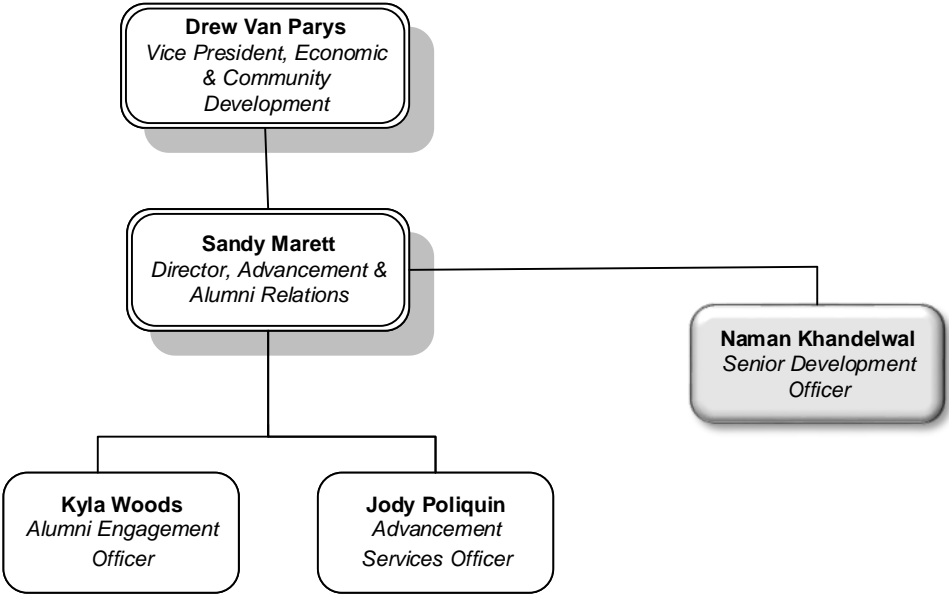 Drew Van Parys
Vice President, Economic
& Community
Development
Sandy Marett
Director, Advancement &
Alumni Relations
Naman Khandelwal
Senior Development
Officer
Kyla Woods
Alumni Engagement
Officer
Jody Poliquin
Advancement
Services Officer